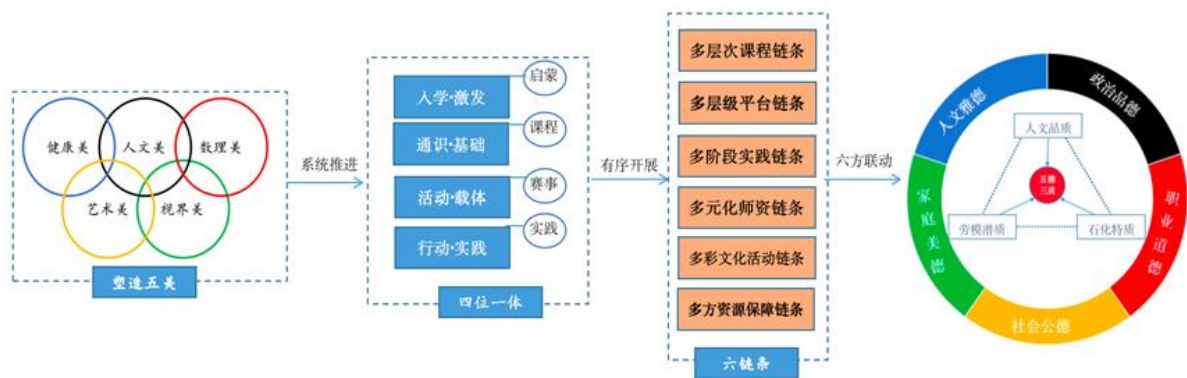 健康美
人文美
数理美
艺术美
视界美
塑造五美
系统推进
入学·激发
启蒙
通识·基础
课程
活动·载体
赛事
行动·实践
实践
四位一体
有序开展
多层次课程链条
多层级平台链条
多阶段实践链条
多元化师资链条
多彩文化活动链条
多方资源保障链条
六链条
六方联动
人文雅德
政治品德
职业道德
社会公德
家庭美德
人文品质
五德
三质
劳模潜质
石化特质